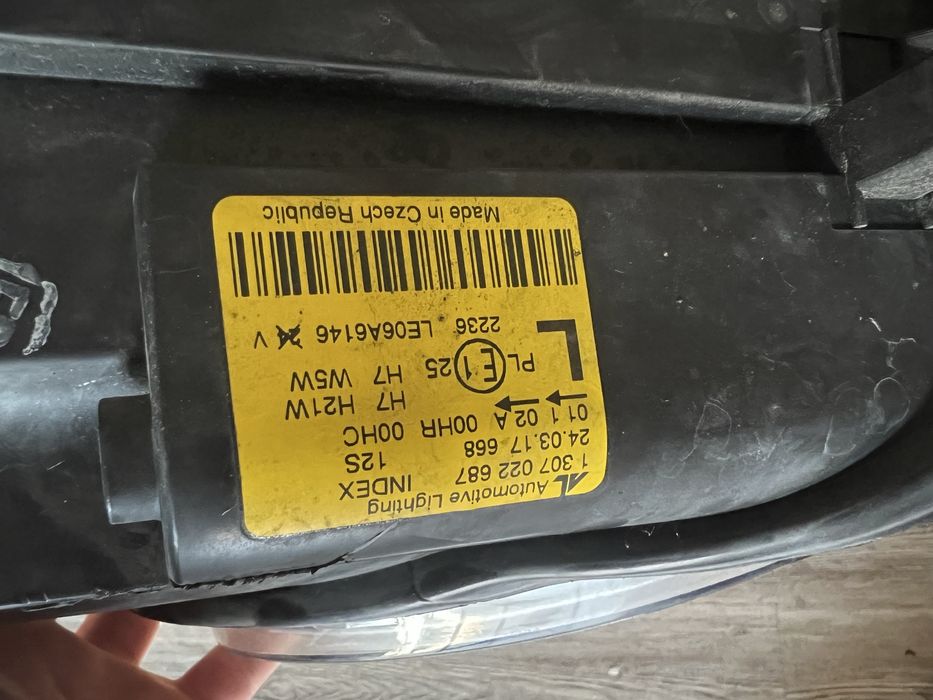 AL Automotive Lighting
1 307 022 687 INDEX
24.03.17 668 12S
01 1 02 A 00HR 00HC
H7 H21W
H7 W5W
PL E1 25
L
2236 LE06A6146 V
Made in Czech Republic